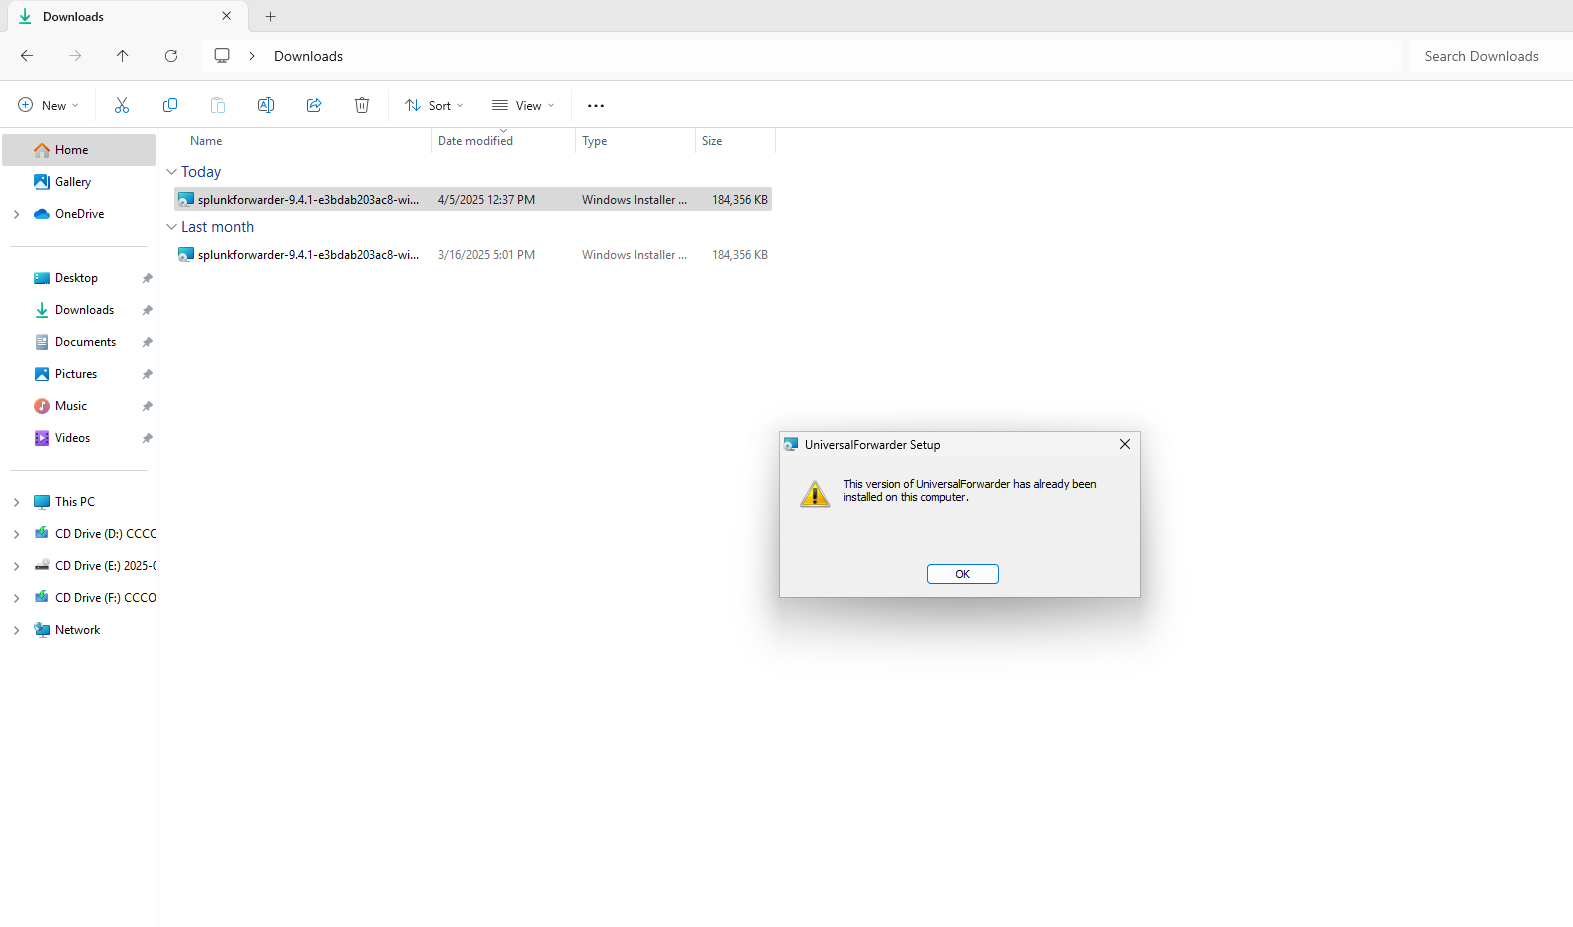 Downloads
Downloads
Search Downloads
New
Sort
View
Name
Date modified
Type
Size
Home
Gallery
OneDrive
Desktop
Downloads
Documents
Pictures
Music
Videos
This PC
CD Drive (D:) CCCC
CD Drive (E:) 2025-0
CD Drive (F:) CCCO
Network
Today
splunkforwarder-9.4.1-e3bdab203ac8-wi... 4/5/2025 12:37 PM Windows Installer ... 184,356 KB
Last month
splunkforwarder-9.4.1-e3bdab203ac8-wi... 3/16/2025 5:01 PM Windows Installer ... 184,356 KB
UniversalForwarder Setup
This version of UniversalForwarder has already been
installed on this computer.
OK